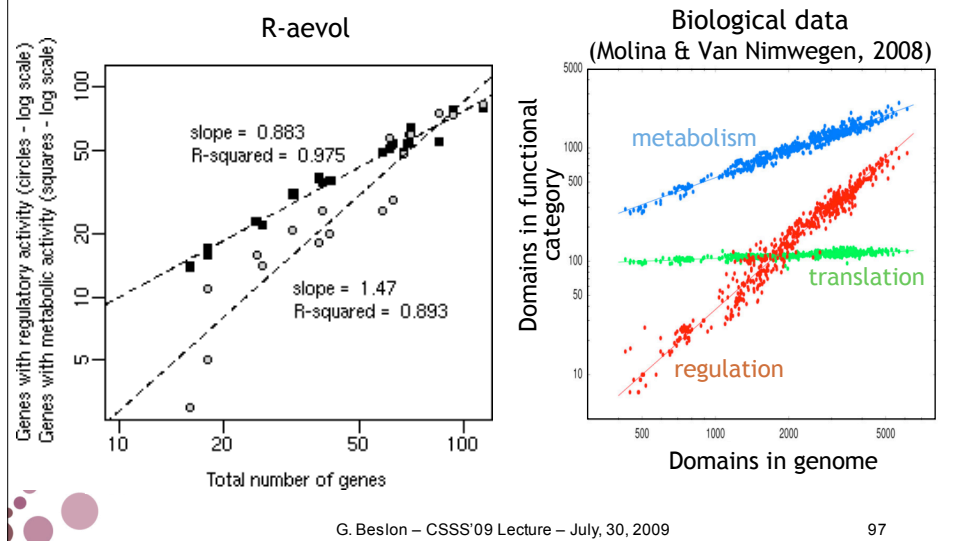 R-aevol
Genes with regulatory activity (circles - log scale)
Genes with metabolic activity (squares - log scale)
100
50
20
10
5
slope = 0.883
R-squared = 0.975
slope = 1.47
R-squared = 0.893
10
20
50
100
Total number of genes
Biological data
(Molina & Van Nimwegen, 2008)
Domains in functional
category
5000
1000
500
100
50
10
metabolism
translation
regulation
500
1000
2000
5000
Domains in genome
G. Beslon – CSSS'09 Lecture – July, 30, 2009
97